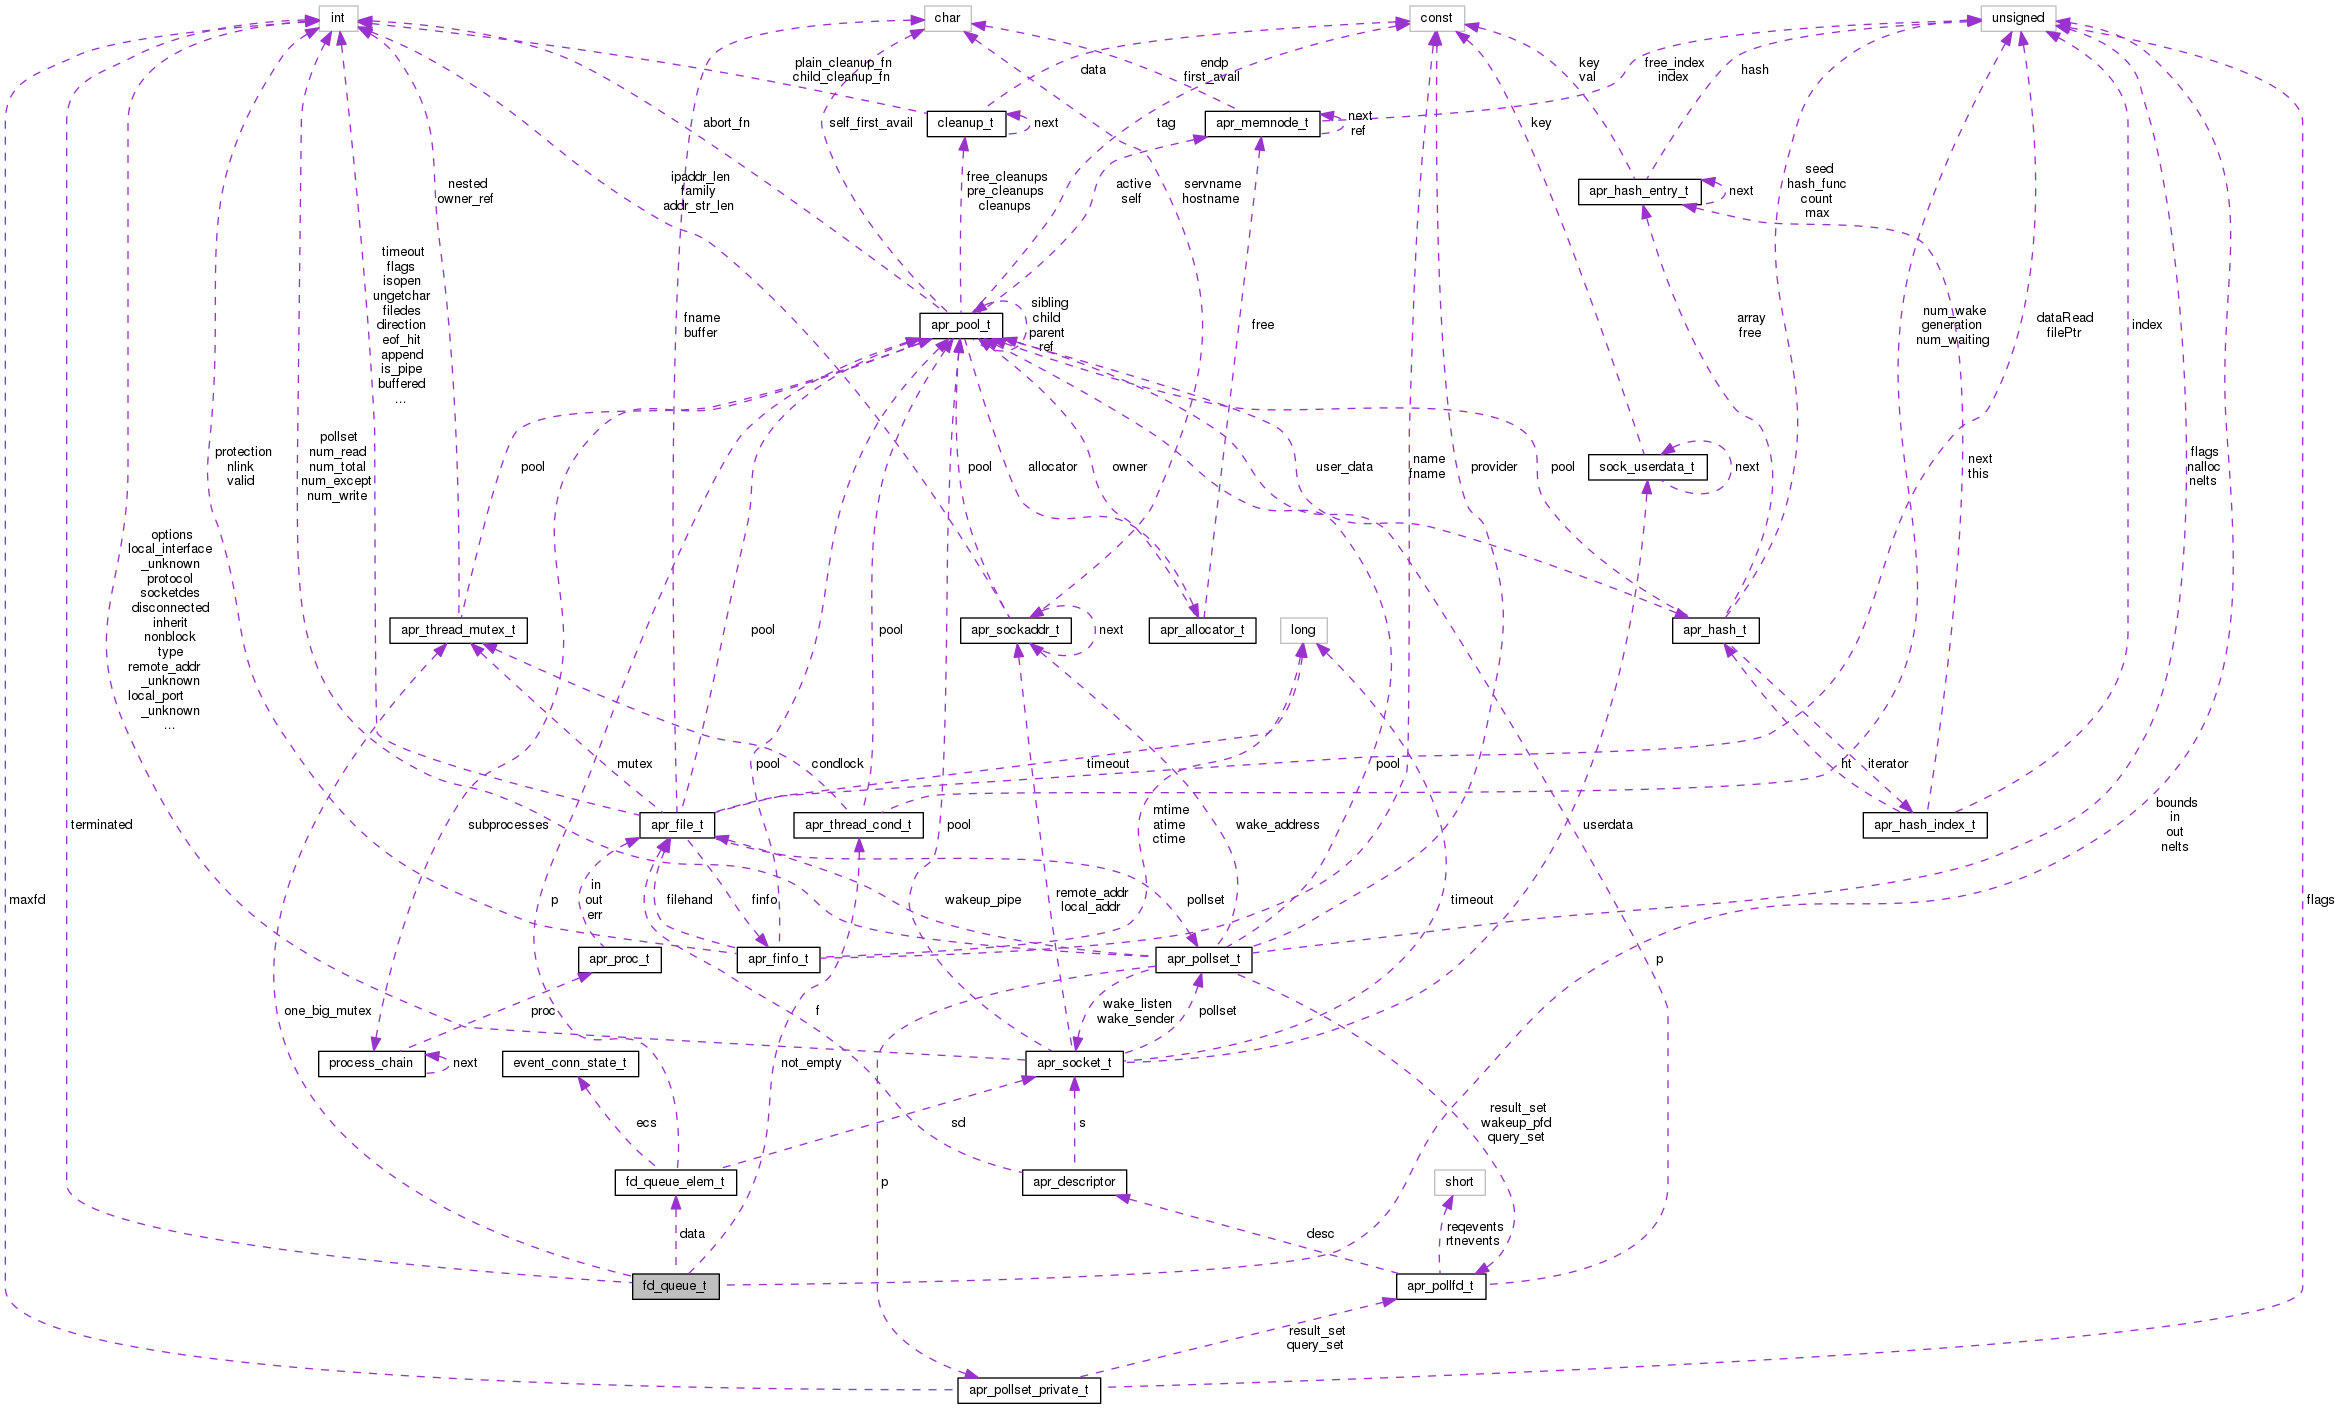 int
char
const
unsigned
plain_cleanup_fn
child_cleanup_fn
data
endp
first_avail
key
val
free_index
index
hash
abort_fn
self_first_avail
cleanup_t
next
tag
apr_memnode_t
next
ref
key
nested
owner_ref
ipaddr_len
family
addr_str_len
free_cleanups
pre_cleanups
cleanups
active
self
servname
hostname
apr_hash_entry_t
next
seed
hash_func
count
max
timeout
flags
isopen
ungetchar
filedes
direction
eof_hit
append
is_pipe
buffered
...
fname
buffer
apr_pool_t
sibling
child
parent
ref
free
array
free
num_wake
generation
num_waiting
dataRead
filePtr
index
protection
nlink
valid
pollset
num_read
num_total
num_except
num_write
pool
pool
allocator
owner
user_data
name
fname
provider
pool
sock_userdata_t
next
next
this
flags
nalloc
nelts
options
local_interface
_unknown
protocol
socketdes
disconnected
inherit
nonblock
type
remote_addr
_unknown
local_port
_unknown
...
apr_thread_mutex_t
pool
pool
apr_sockaddr_t
next
apr_allocator_t
long
apr_hash_t
mutex
pool
condlock
timeout
pool
ht
iterator
terminated
subprocesses
apr_file_t
apr_thread_cond_t
pool
mtime
atime
ctime
wake_address
userdata
apr_hash_index_t
bounds
in
out
nelts
maxfd
p
in
out
err
filehand
finfo
wakeup_pipe
remote_addr
local_addr
pollset
timeout
flags
apr_proc_t
apr_finfo_t
apr_pollset_t
p
one_big_mutex
proc
f
wake_listen
wake_sender
pollset
process_chain
next
event_conn_state_t
not_empty
apr_socket_t
ecs
sd
s
result_set
wakeup_pfd
query_set
fd_queue_elem_t
p
apr_descriptor
short
data
desc
reqevents
rtnevents
fd_queue_t
apr_pollfd_t
result_set
query_set
apr_pollset_private_t